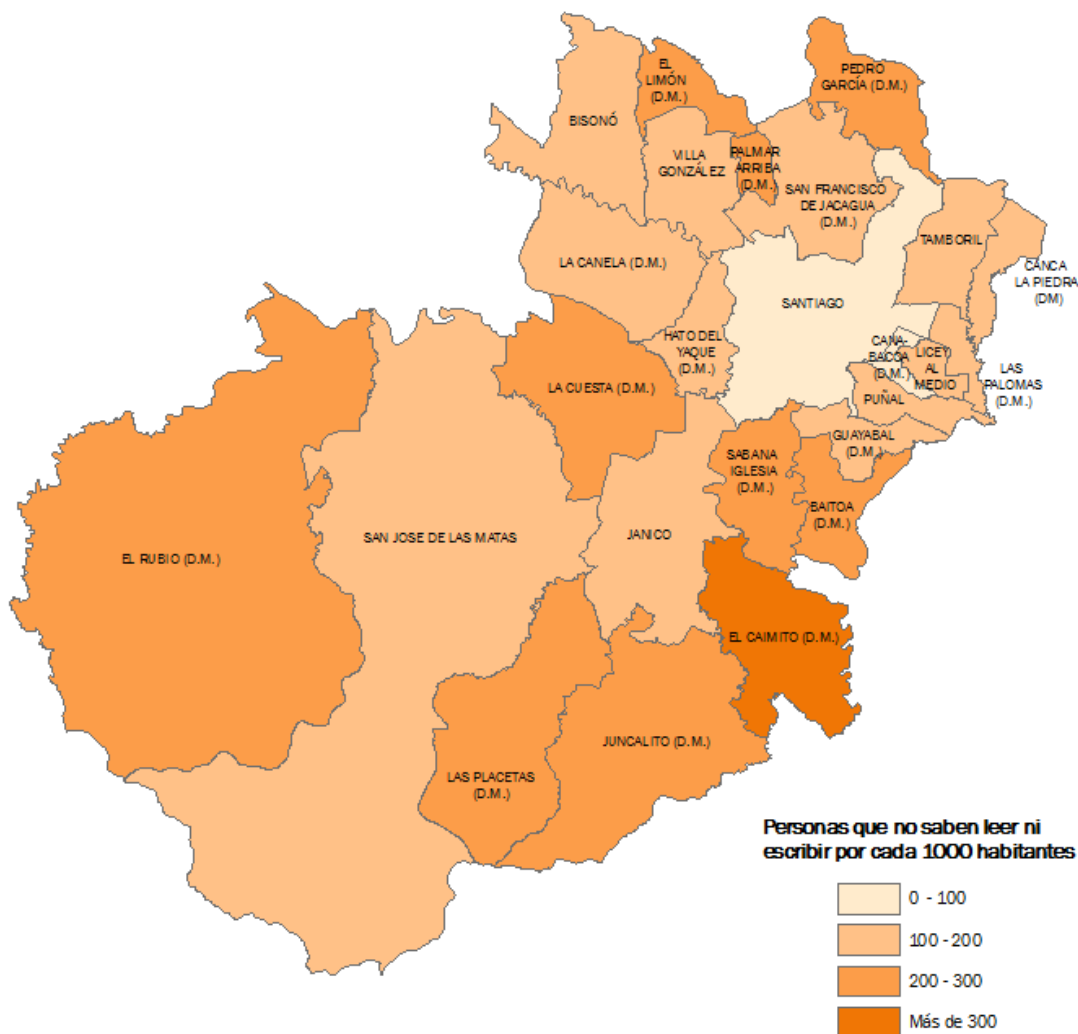 EL
LIMÓN
(D.M.)
PEDRO
GARCÍA (D.M.)
BISONÓ
VILLA
GONZÁLEZ
PALMAR
ARRIBA
(D.M.)
SAN FRANCISCO
DE JACAGUA
(D.M.)
TAMBORIL
CANCA
LA PIEDRA
(DM)
LA CANELA (D.M.)
SANTIAGO
HATO DEL
YAQUE
(D.M.)
CANA-
BACOA
(D.M.)
LICEY
AL
MEDIO
LAS
PALOMAS
(D.M.)
LA CUESTA (D.M.)
PUÑAL
GUAYABAL
(D.M.)
SABANA
IGLESIA
(D.M.)
BAITOA
(D.M.)
SAN JOSE DE LAS MATAS
JANICO
EL RUBIO (D.M.)
EL CAIMITO (D.M.)
JUNCALITO (D.M.)
LAS PLACETAS
(D.M.)
Personas que no saben leer ni
escribir por cada 1000 habitantes
0 - 100
100 - 200
200 - 300
Más de 300